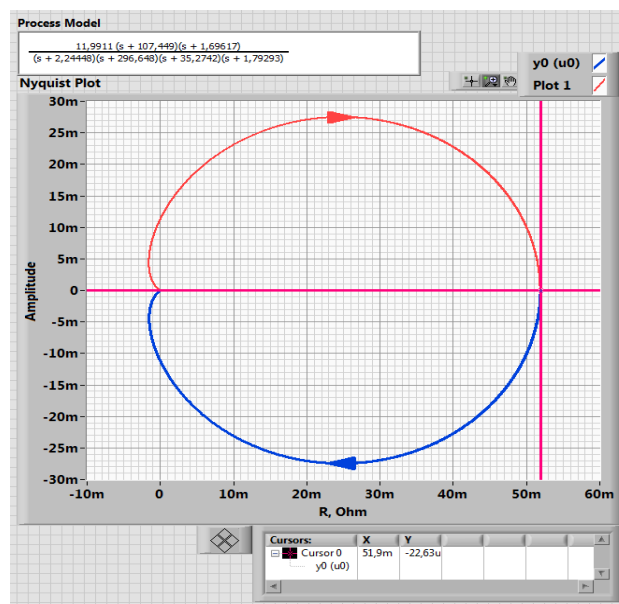 Process Model
11,9911 (s + 107,449)(s + 1,69617)
(s + 2,24448)(s + 296,648)(s + 35,2742)(s + 1,79293)
Nyquist Plot
y0 (u0)
Plot 1
30m
25m
20m
15m
10m
5m
0
-5m
-10m
-15m
-20m
-25m
-30m
Amplitude
-10m 0 10m 20m 30m 40m 50m 60m
R, Ohm
Cursors: X Y
Cursor 0 51,9m -22,63u
y0 (u0)